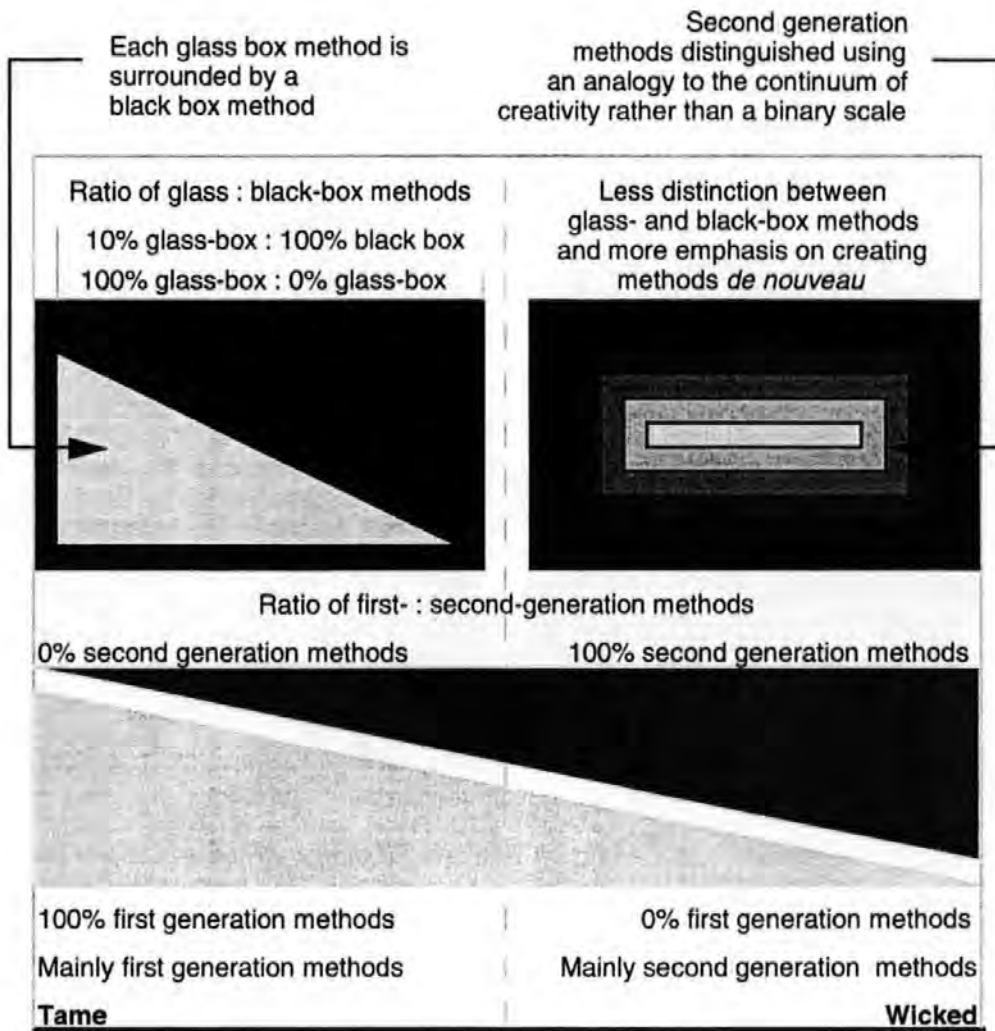 Each glass box method is
surrounded by a
black box method
Second generation
methods distinguished using
an analogy to the continuum of
creativity rather than a binary scale
Ratio of glass : black-box methods
10% glass-box : 100% black box
100% glass-box : 0% glass-box
Less distinction between
glass- and black-box methods
and more emphasis on creating
methods de nouveau
Ratio of first- : second-generation methods
0% second generation methods
100% second generation methods
100% first generation methods
0% first generation methods
Mainly first generation methods
Mainly second generation methods
Tame
Wicked